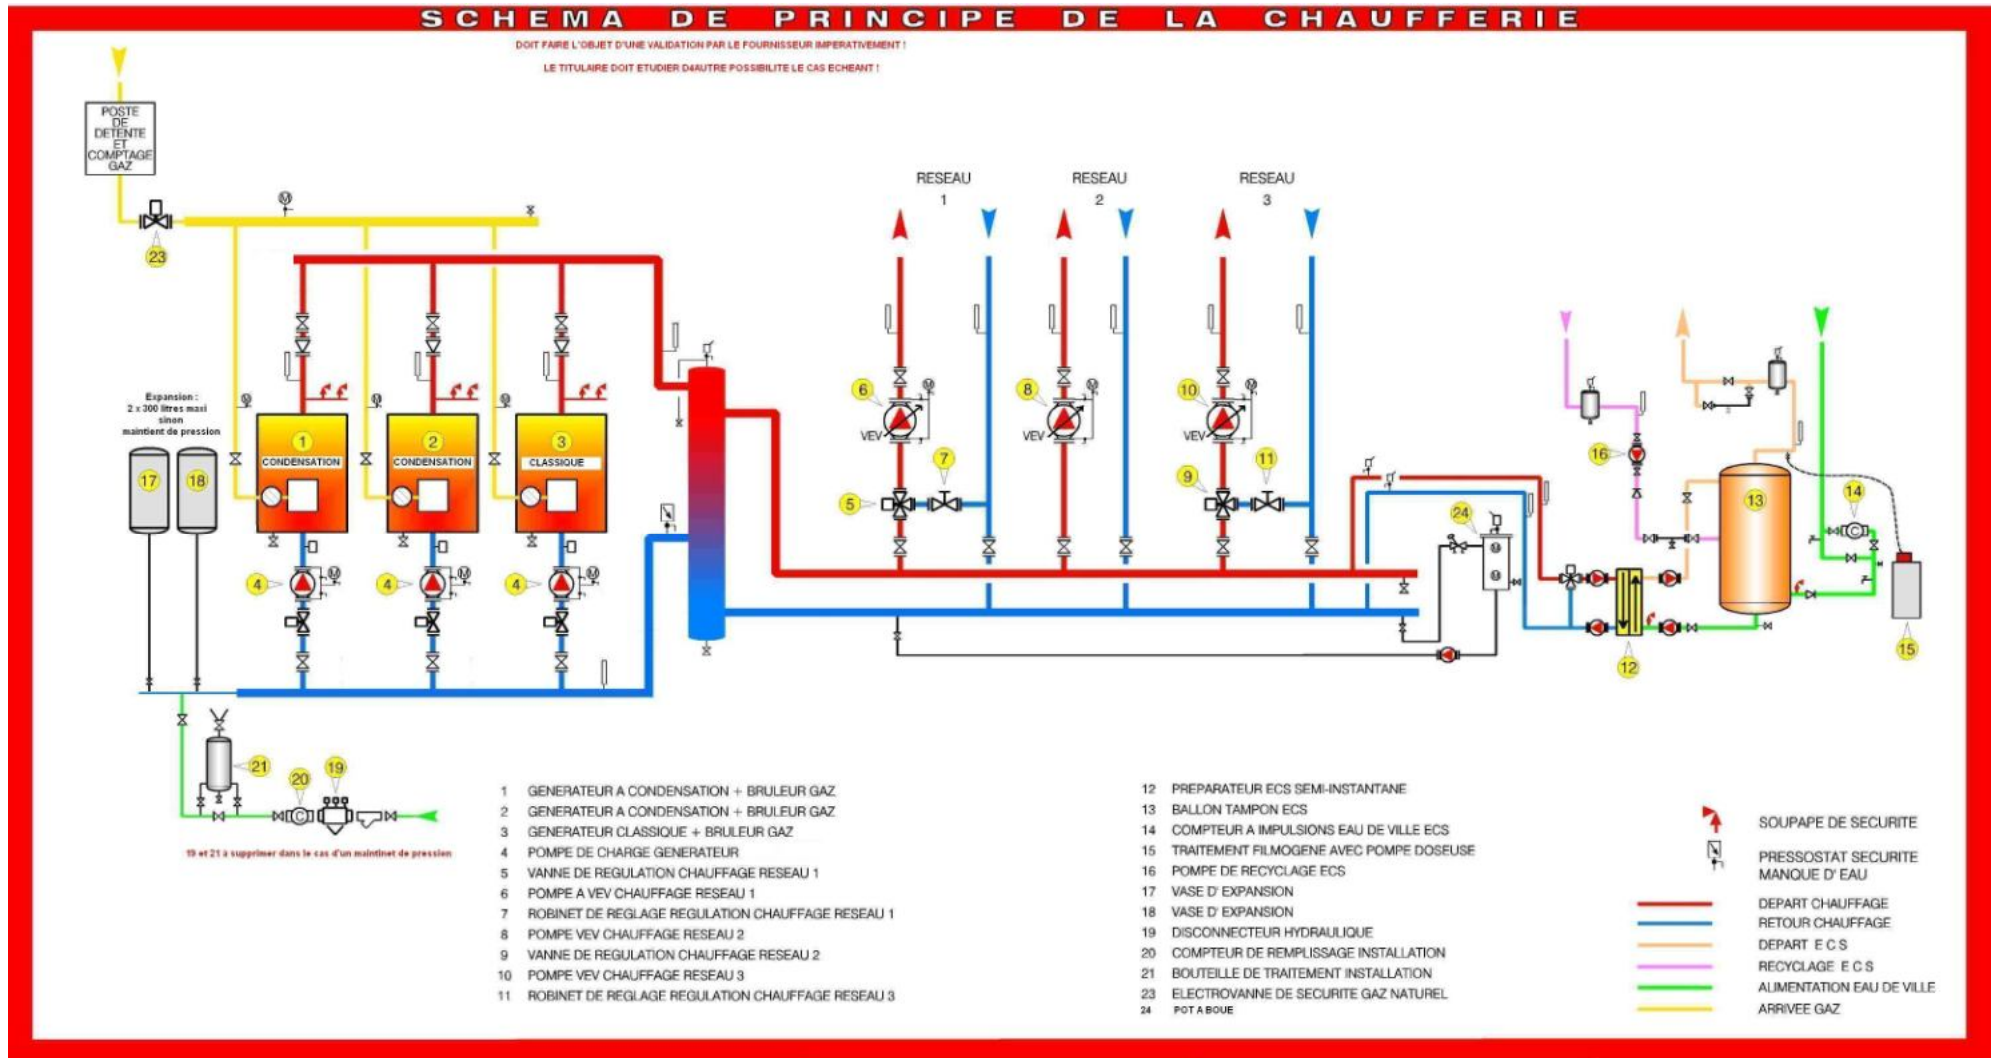 SCHEMA DE PRINCIPE DE LA CHAUFFERIE
DOIT FAIRE L'OBJET D'UNE VALIDATION PAR LE FOURNISSEUR IMPERATIVEMENT !
LE TITULAIRE DOIT ETUDIER D4AUTRE POSSIBILITE LE CAS ECHEANT !
POSTE
DE
DETENTE
ET
COMPTAGE
GAZ
23
M
RESEAU
1
RESEAU
2
RESEAU
3
Expansion :
2 x 300 litres maxi
sinon
maintient de pression
17
18
M
M
M
1
CONDENSATION
2
CONDENSATION
3
CLASSIQUE
4
M
4
M
4
M
6
M
VEV
8
M
VEV
10
M
VEV
7
11
5
9
24
M
M
16
13
14
C
12
15
21
20
19
C
19 et 21 à supprimer dans le cas d'un maintinet de pression
1 GENERATEUR A CONDENSATION + BRULEUR GAZ
2 GENERATEUR A CONDENSATION + BRULEUR GAZ
3 GENERATEUR CLASSIQUE + BRULEUR GAZ
4 POMPE DE CHARGE GENERATEUR
5 VANNE DE REGULATION CHAUFFAGE RESEAU 1
6 POMPE A VEV CHAUFFAGE RESEAU 1
7 ROBINET DE REGLAGE REGULATION CHAUFFAGE RESEAU 1
8 POMPE VEV CHAUFFAGE RESEAU 2
9 VANNE DE REGULATION CHAUFFAGE RESEAU 2
10 POMPE VEV CHAUFFAGE RESEAU 3
11 ROBINET DE REGLAGE REGULATION CHAUFFAGE RESEAU 3
12 PREPARATEUR ECS SEMI-INSTANTANE
13 BALLON TAMPON ECS
14 COMPTEUR A IMPULSIONS EAU DE VILLE ECS
15 TRAITEMENT FILMOGENE AVEC POMPE DOSEUSE
16 POMPE DE RECYCLAGE ECS
17 VASE D' EXPANSION
18 VASE D' EXPANSION
19 DISCONNECTEUR HYDRAULIQUE
20 COMPTEUR DE REMPLISSAGE INSTALLATION
21 BOUTEILLE DE TRAITEMENT INSTALLATION
23 ELECTROVANNE DE SECURITE GAZ NATUREL
24 POT A BOUE
SOUPAPE DE SECURITE
PRESSOSTAT SECURITE
MANQUE D' EAU
DEPART CHAUFFAGE
RETOUR CHAUFFAGE
DEPART E C S
RECYCLAGE E C S
ALIMENTATION EAU DE VILLE
ARRIVEE GAZ